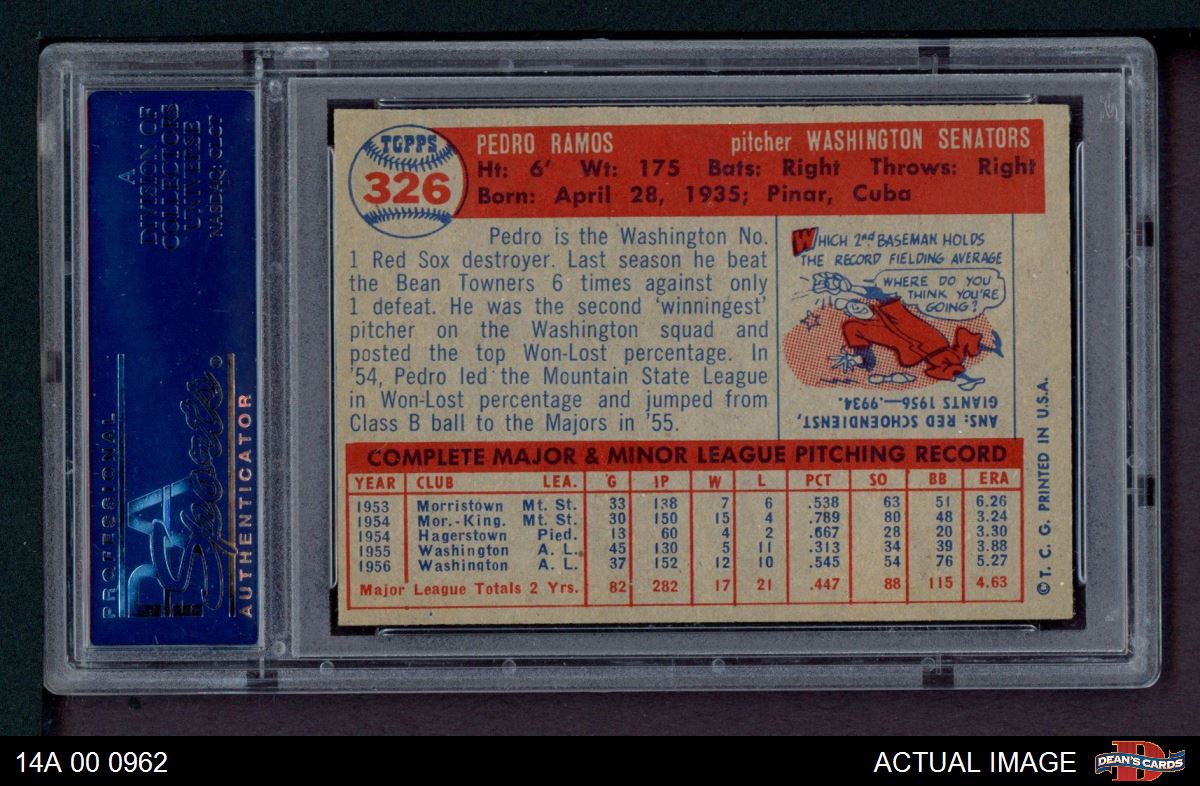 A
DIVISION OF
COLLECTORS
UNIVERSE
NASDAQ: CLCT
PROFESSIONAL
PSA
Sports
AUTHENTICATOR
TOPPS
326
PEDRO RAMOS pitcher WASHINGTON SENATORS
Ht: 6' Wt: 175 Bats: Right Throws: Right
Born: April 28, 1935; Pinar, Cuba
Pedro is the Washington No.
1 Red Sox destroyer. Last season he beat
the Bean Towners 6 times against only
1 defeat. He was the second 'winningest'
pitcher on the Washington squad and
posted the top Won-Lost percentage. In
'54, Pedro led the Mountain State League
in Won-Lost percentage and jumped from
Class B ball to the Majors in '55.
WHICH 2nd BASEMAN HOLDS
THE RECORD FIELDING AVERAGE
WHERE DO YOU
THINK YOU'RE
GOING?
ANS: RED SCHOENDIENST,
GIANTS 1956—.9934.
COMPLETE MAJOR & MINOR LEAGUE PITCHING RECORD
YEAR CLUB LEA. G IP W L PCT SO BB ERA
1953 Morristown Mt. St. 33 138 7 6 .538 63 51 6.26
1954 Mor.-King. Mt. St. 30 150 15 4 .789 80 48 3.24
1954 Hagerstown Pied. 13 60 4 2 .667 28 20 3.30
1955 Washington A. L. 45 130 5 11 .313 34 39 3.88
1956 Washington A. L. 37 152 12 10 .545 54 76 5.27
Major League Totals 2 Yrs. 82 282 17 21 .447 88 115 4.63
© T. C. G. PRINTED IN U.S.A.
14A 00 0962
ACTUAL IMAGE
D
DEAN'S CARDS